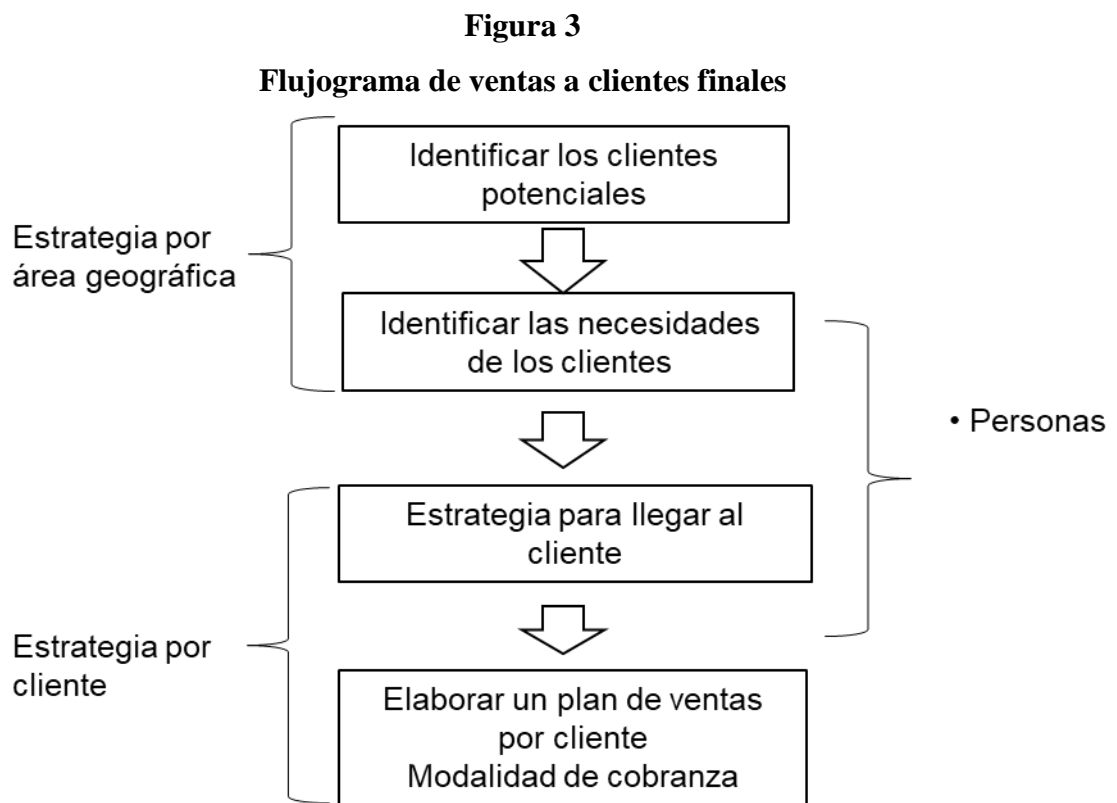 Figura 3
Flujograma de ventas a clientes finales
Identificar los clientes
potenciales
Estrategia por
área geográfica
Identificar las necesidades
de los clientes
• Personas
Estrategia para llegar al
cliente
Estrategia por
cliente
Elaborar un plan de ventas
por cliente
Modalidad de cobranza